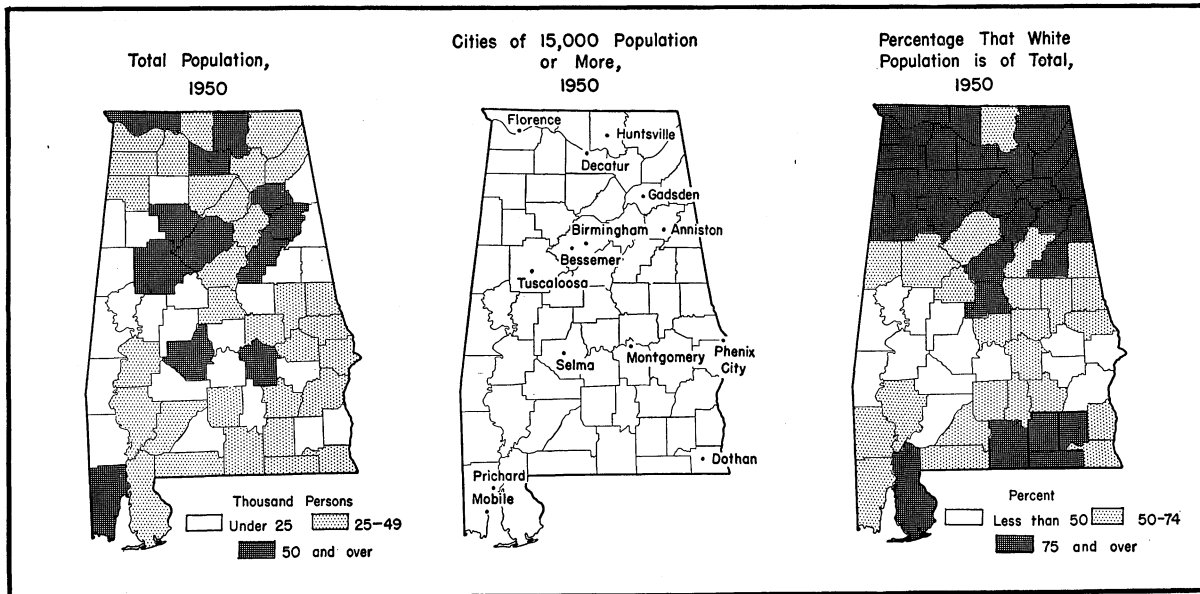 Total Population,
1950
Thousand Persons
Under 25
25-49
50 and over
Cities of 15,000 Population
or More,
1950
Florence
Huntsville
Decatur
Gadsden
Birmingham
Anniston
Bessemer
Tuscaloosa
Selma
Montgomery
Phenix
City
Dothan
Prichard
Mobile
Percentage That White
Population is of Total,
1950
Percent
Less than 50
50-74
75 and over